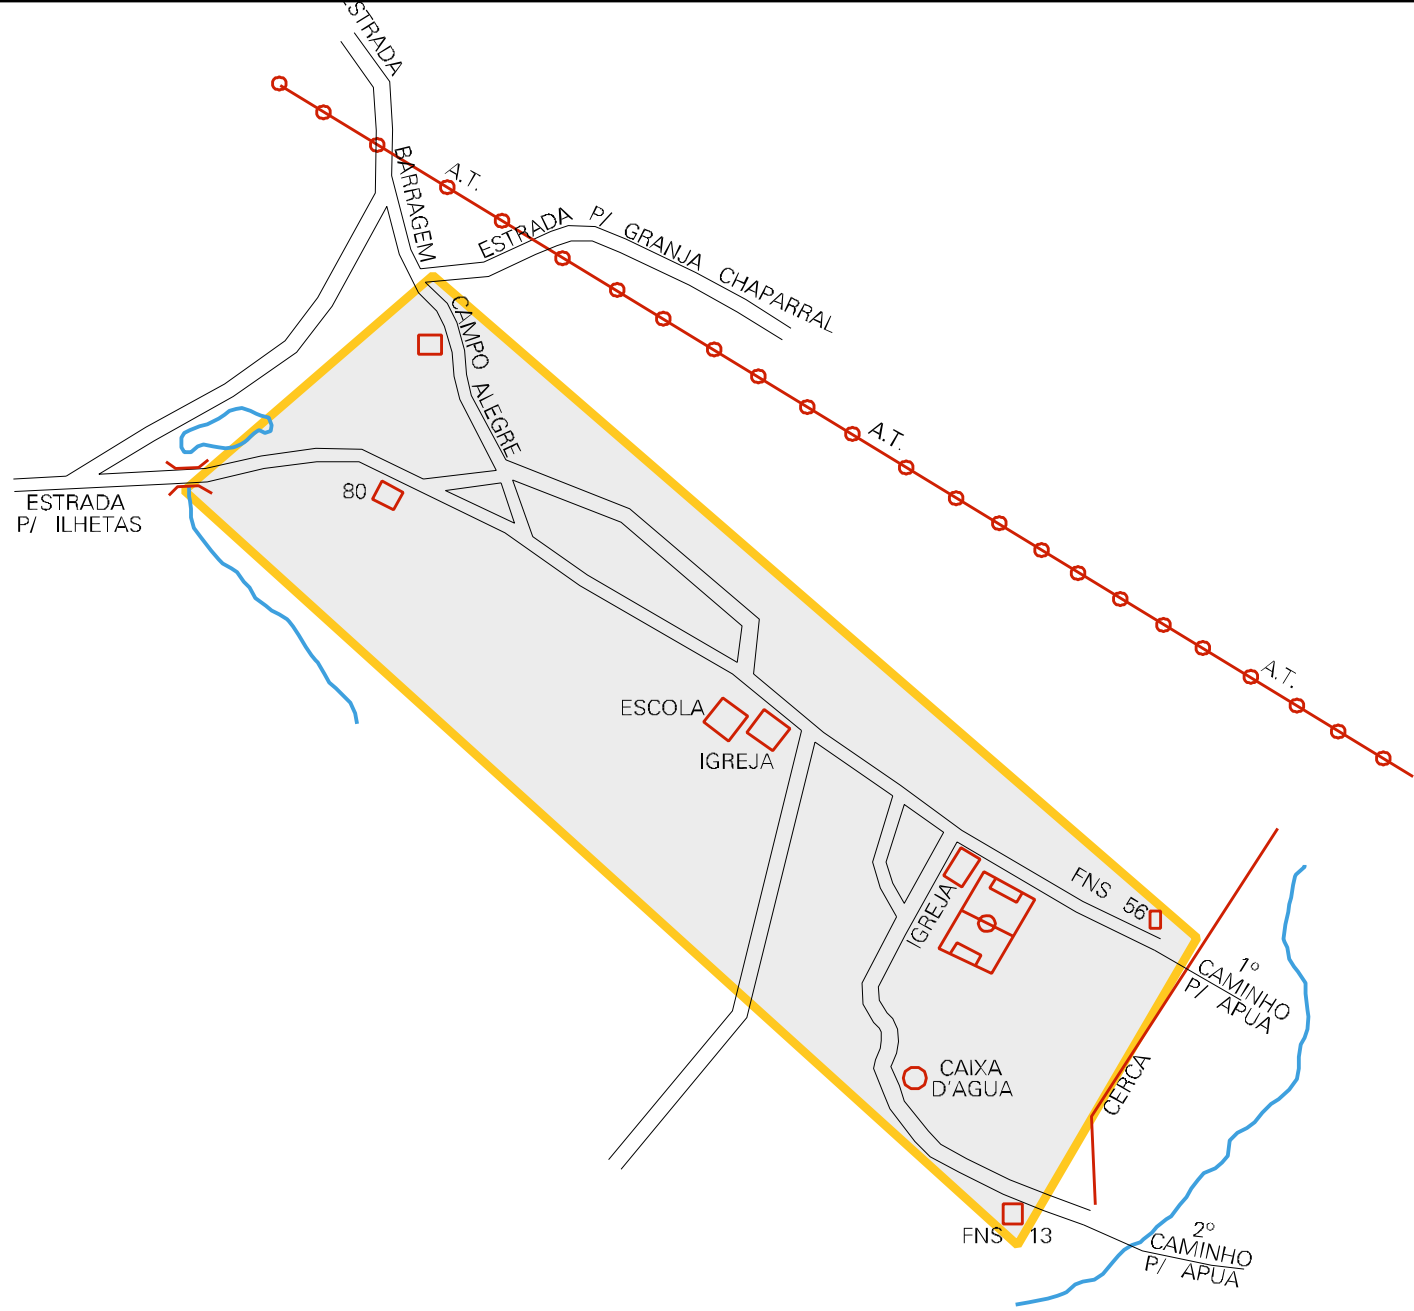 ESTRADA
BARRAGEM
A.T.
ESTRADA P/ GRANJA CHAPARRAL
CAMPO ALEGRE
A.T.
80
ESTRADA
P/ ILHETAS
A.T.
ESCOLA
IGREJA
FNS 56
IGREJA
1º
CAMINHO
P/ APUA
CAIXA
D'AGUA
CERCA
FNS 13
2º
CAMINHO
P/ APUA